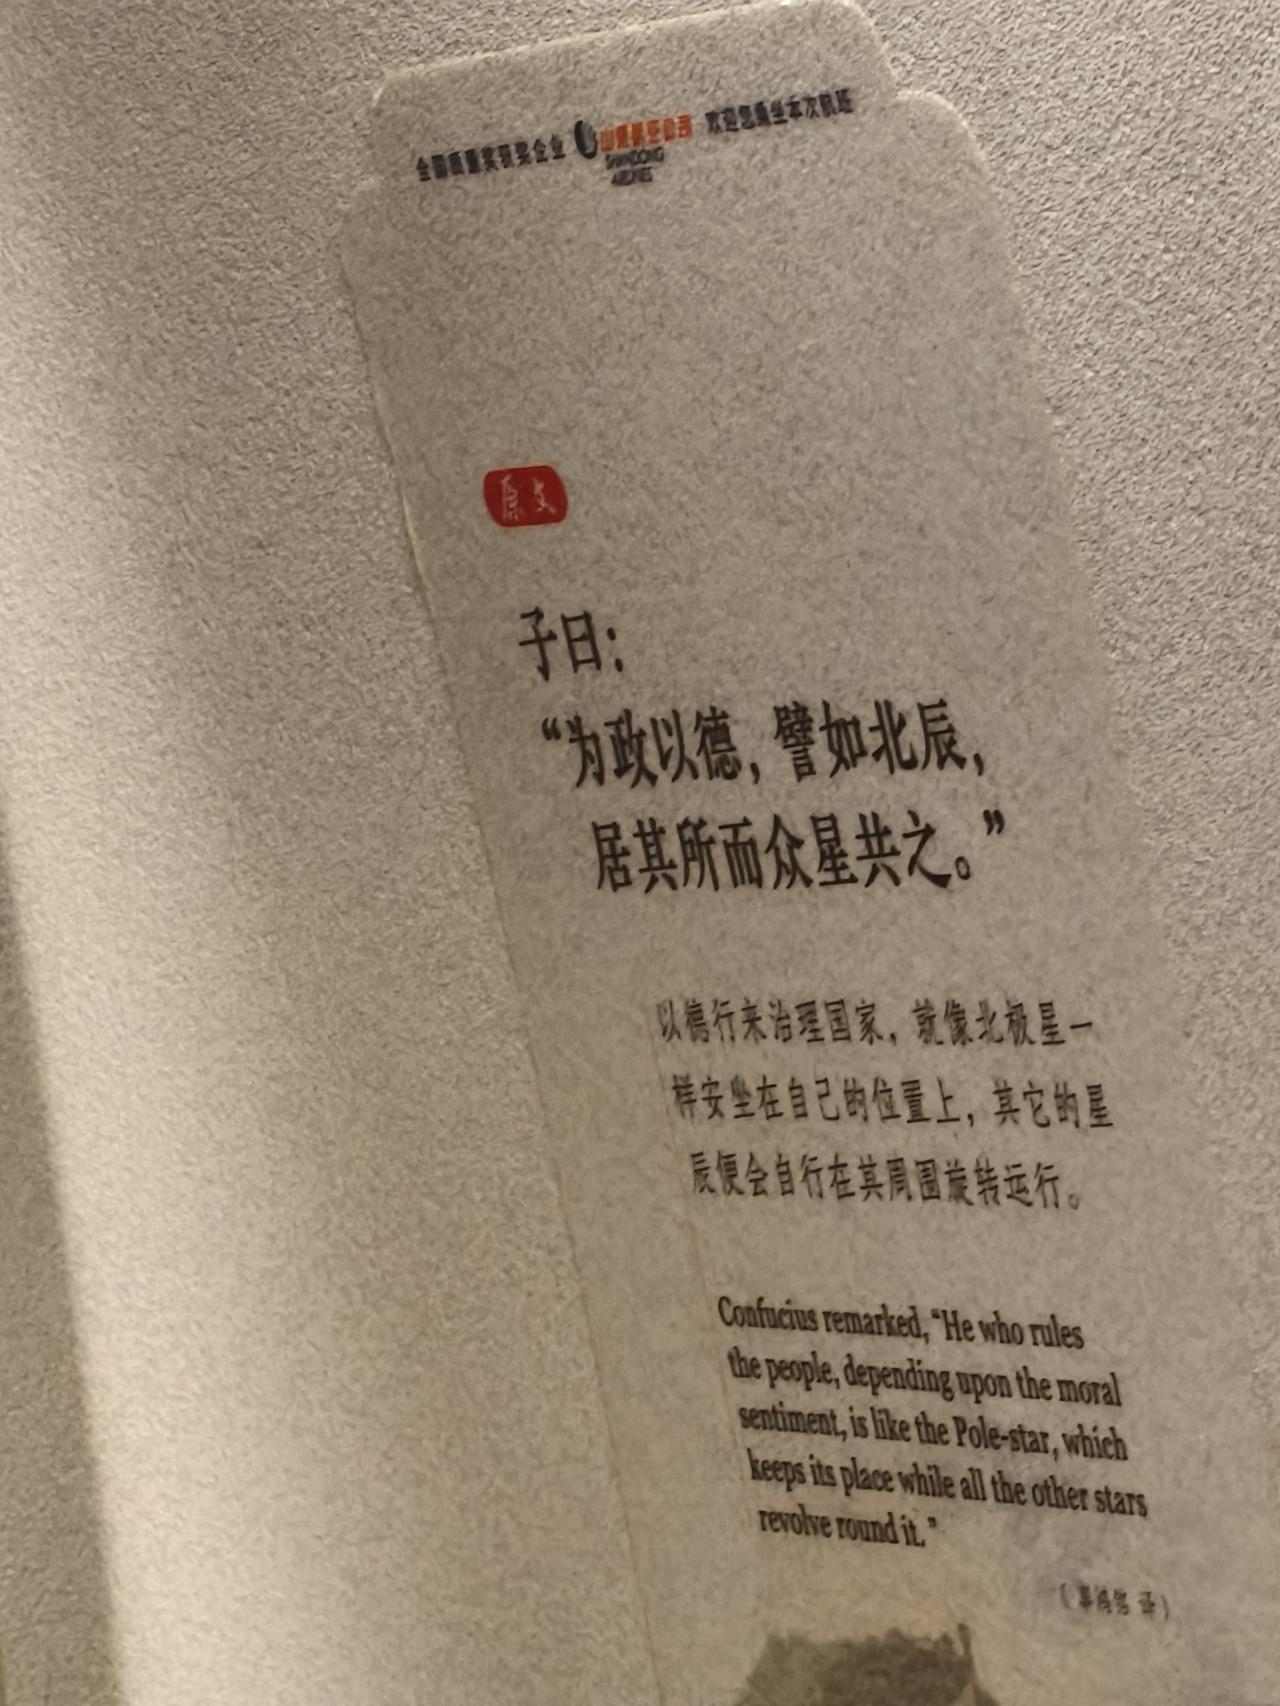 全国质量奖获奖企业 山东航空公司 欢迎您乘坐本次航班
SHANDONG
AIRLINES
原文
子曰：
“为政以德，譬如北辰，
居其所而众星共之。”
以德行来治理国家，就像北极星一
样安坐在自己的位置上，其它的星
辰便会自行在其周围旋转运行。
Confucius remarked, “He who rules
the people, depending upon the moral
sentiment, is like the Pole-star, which
keeps its place while all the other stars
revolve round it.”
（辜鸿铭 译）